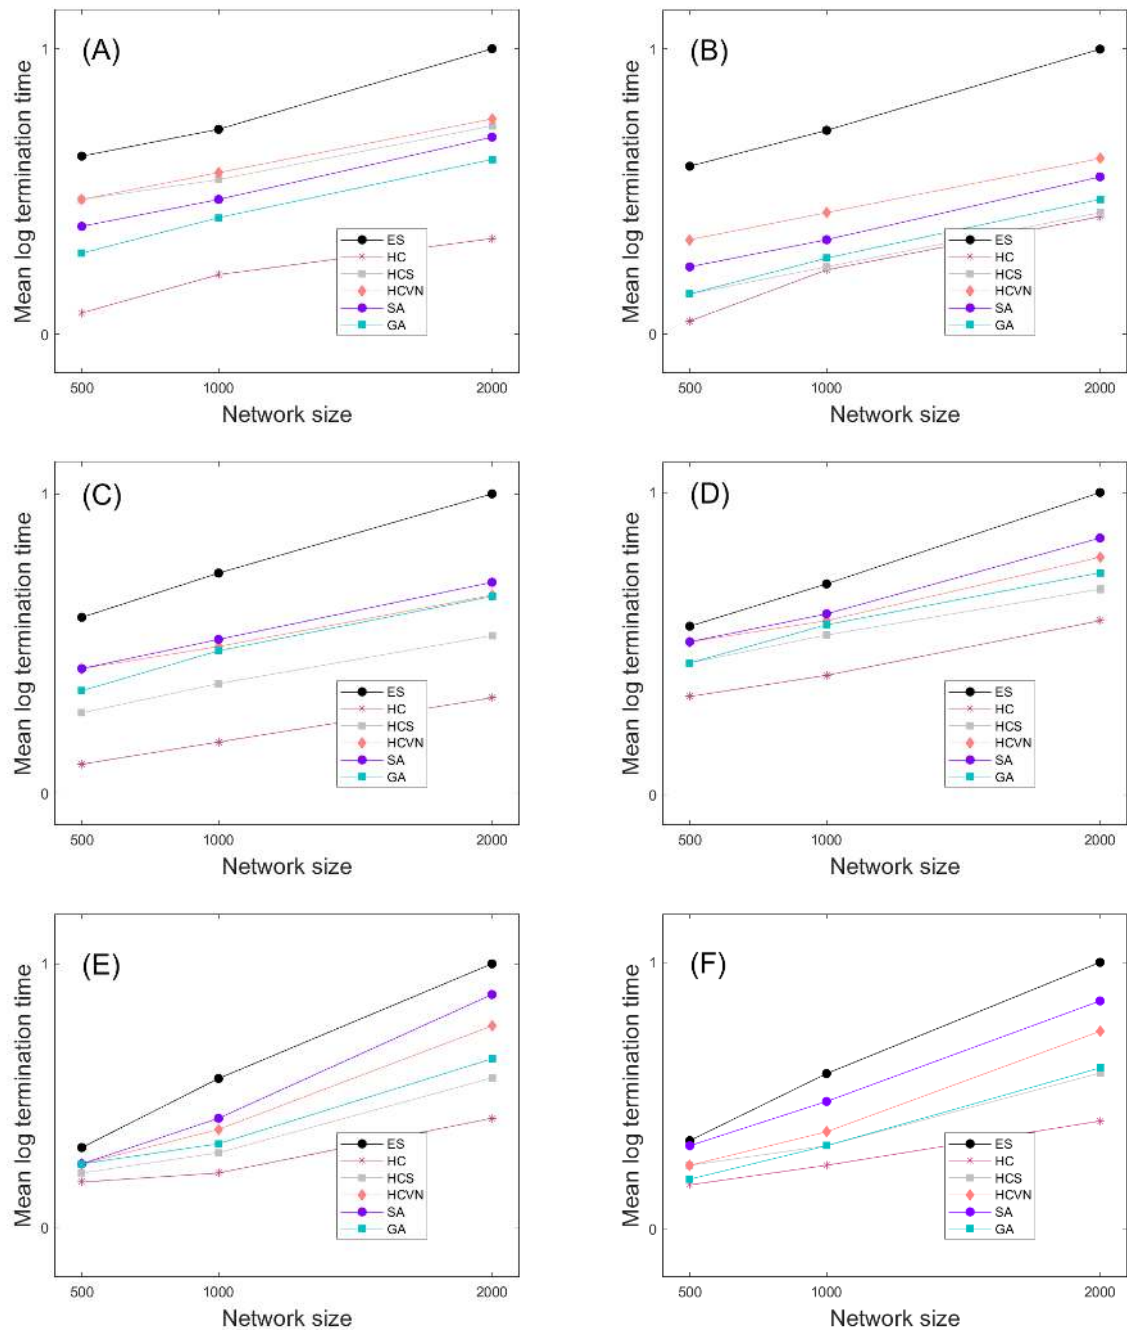 (A)
Mean log termination time
1
0
500
1000
2000
Network size
ES
HC
HCS
HCVN
SA
GA
(B)
Mean log termination time
1
0
500
1000
2000
Network size
ES
HC
HCS
HCVN
SA
GA
(C)
Mean log termination time
1
0
500
1000
2000
Network size
ES
HC
HCS
HCVN
SA
GA
(D)
Mean log termination time
1
0
500
1000
2000
Network size
ES
HC
HCS
HCVN
SA
GA
(E)
Mean log termination time
1
0
500
1000
2000
Network size
ES
HC
HCS
HCVN
SA
GA
(F)
Mean log termination time
1
0
500
1000
2000
Network size
ES
HC
HCS
HCVN
SA
GA